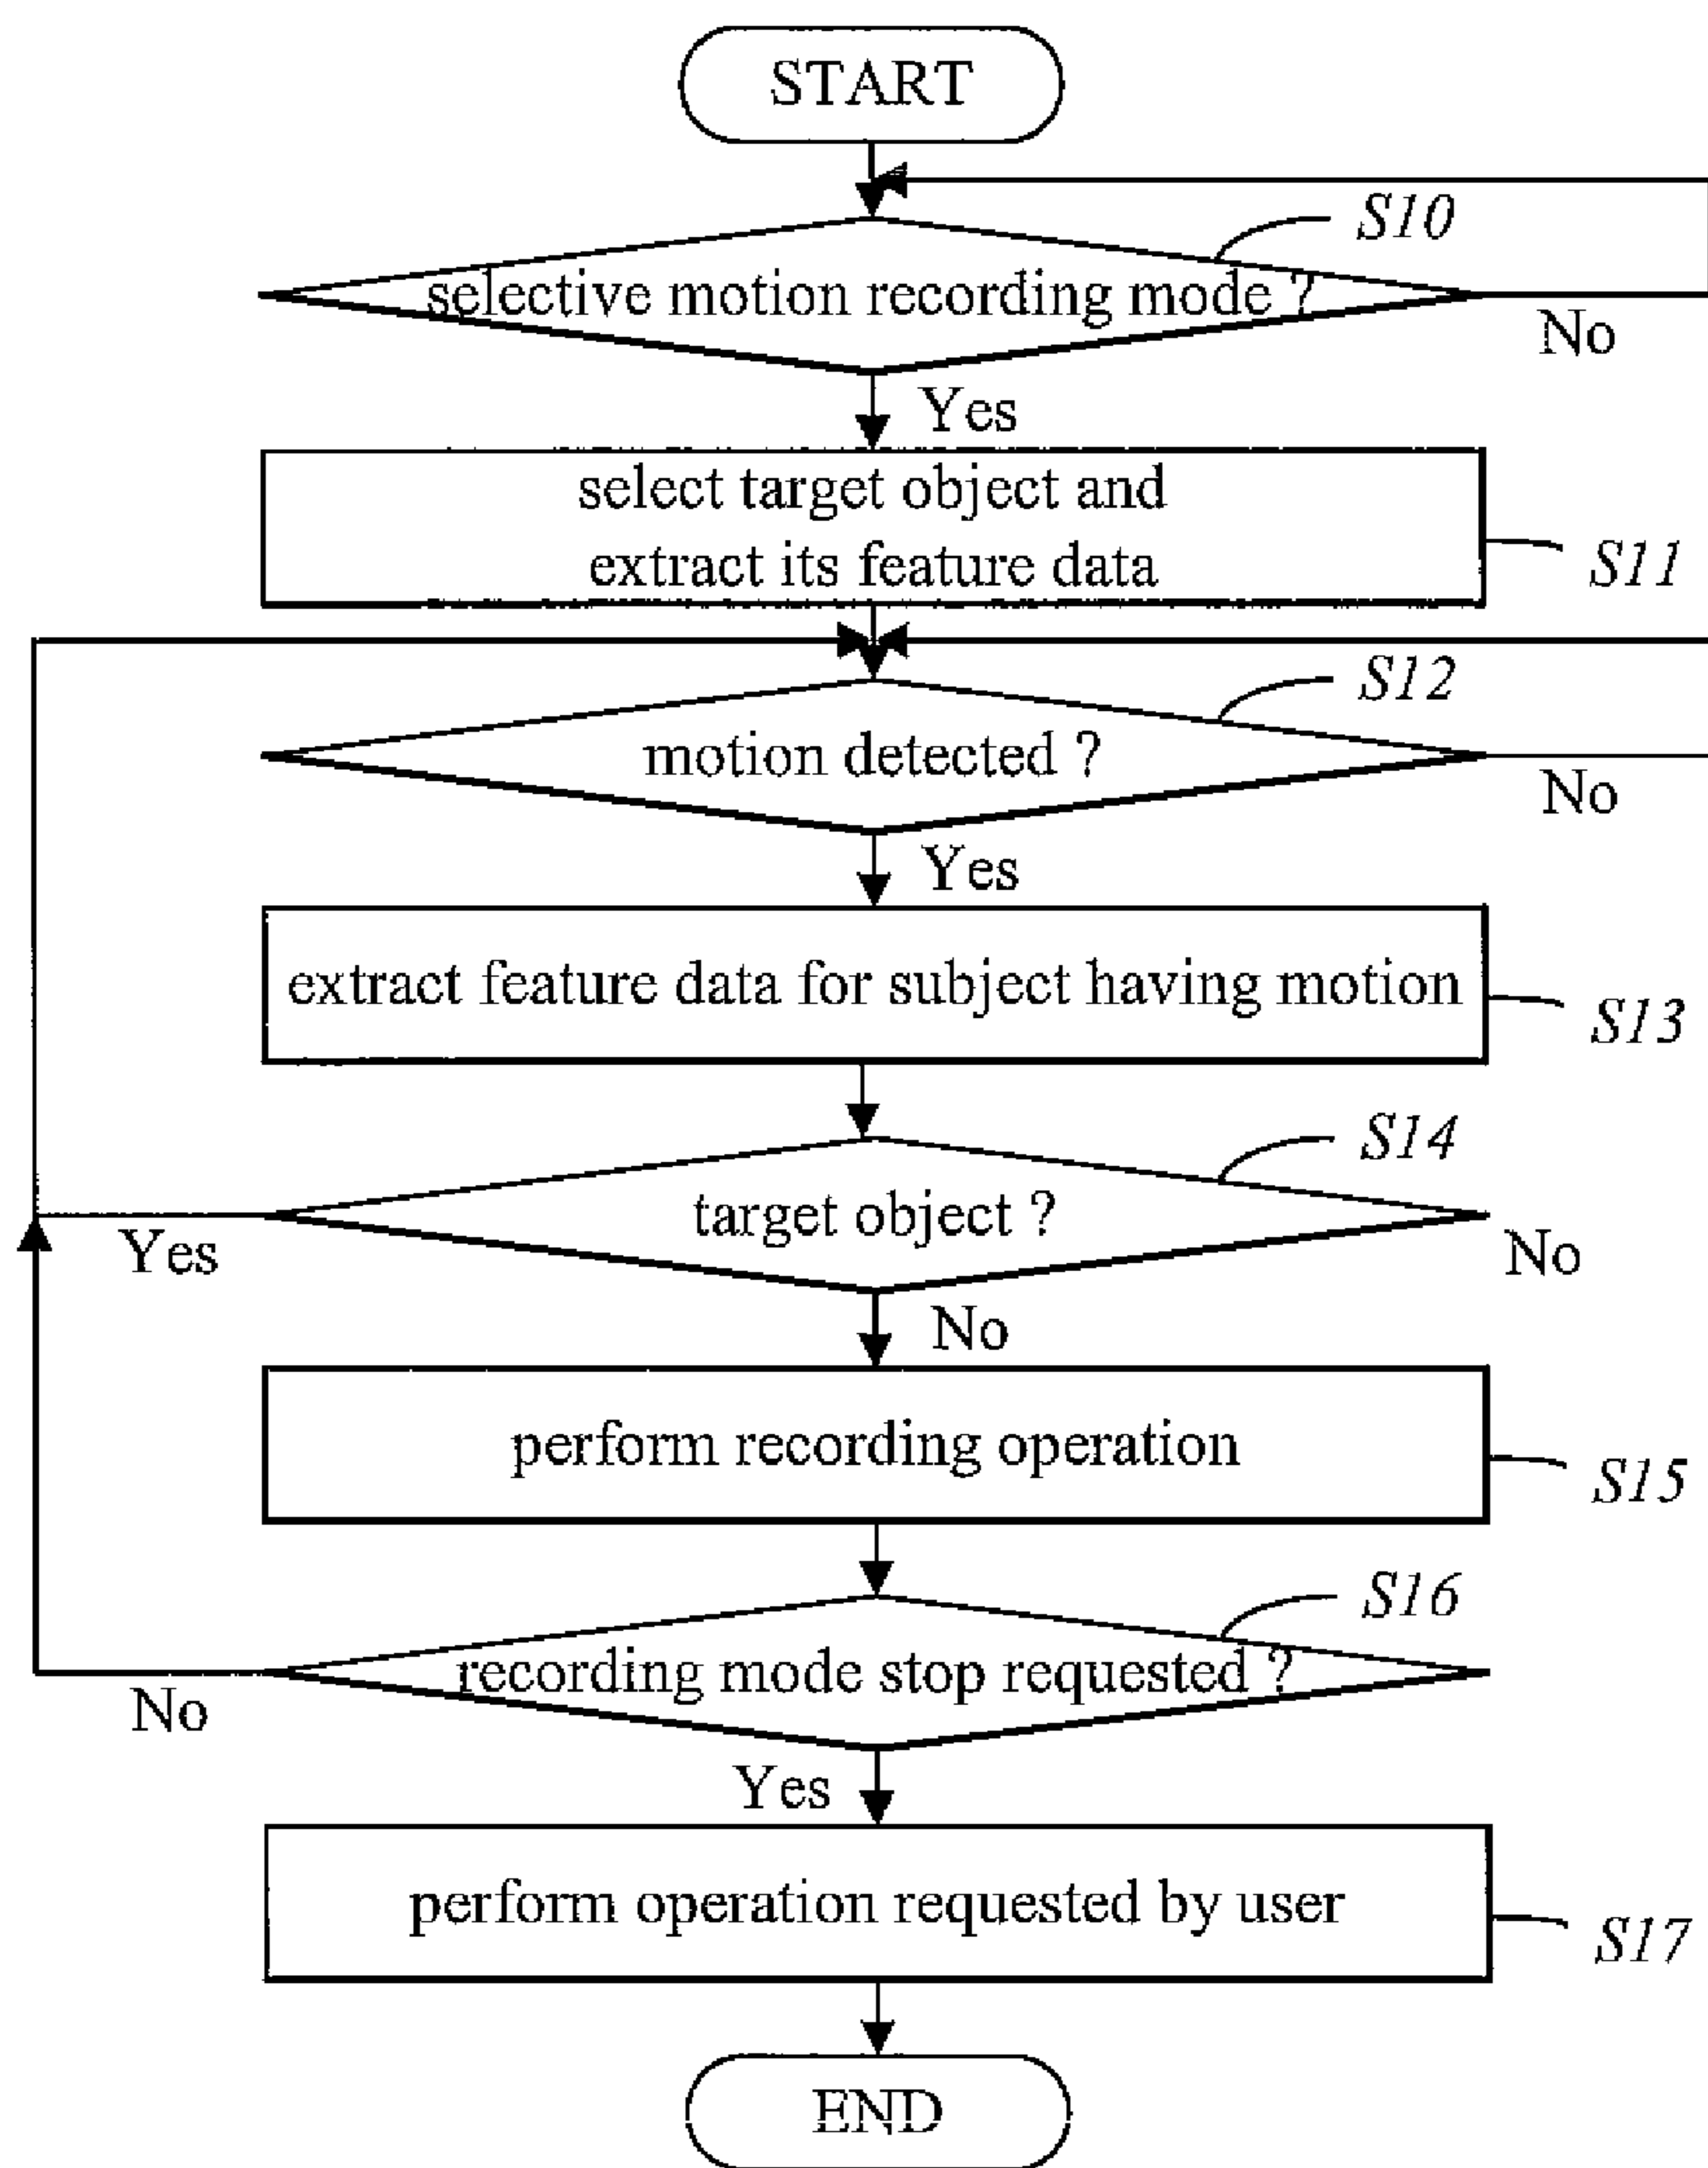 START
S10
selective motion recording mode ?
No
Yes
select target object and
extract its feature data
S11
S12
motion detected ?
No
Yes
extract feature data for subject having motion
S13
S14
target object ?
Yes
No
No
perform recording operation
S15
S16
recording mode stop requested ?
No
Yes
perform operation requested by user
S17
END